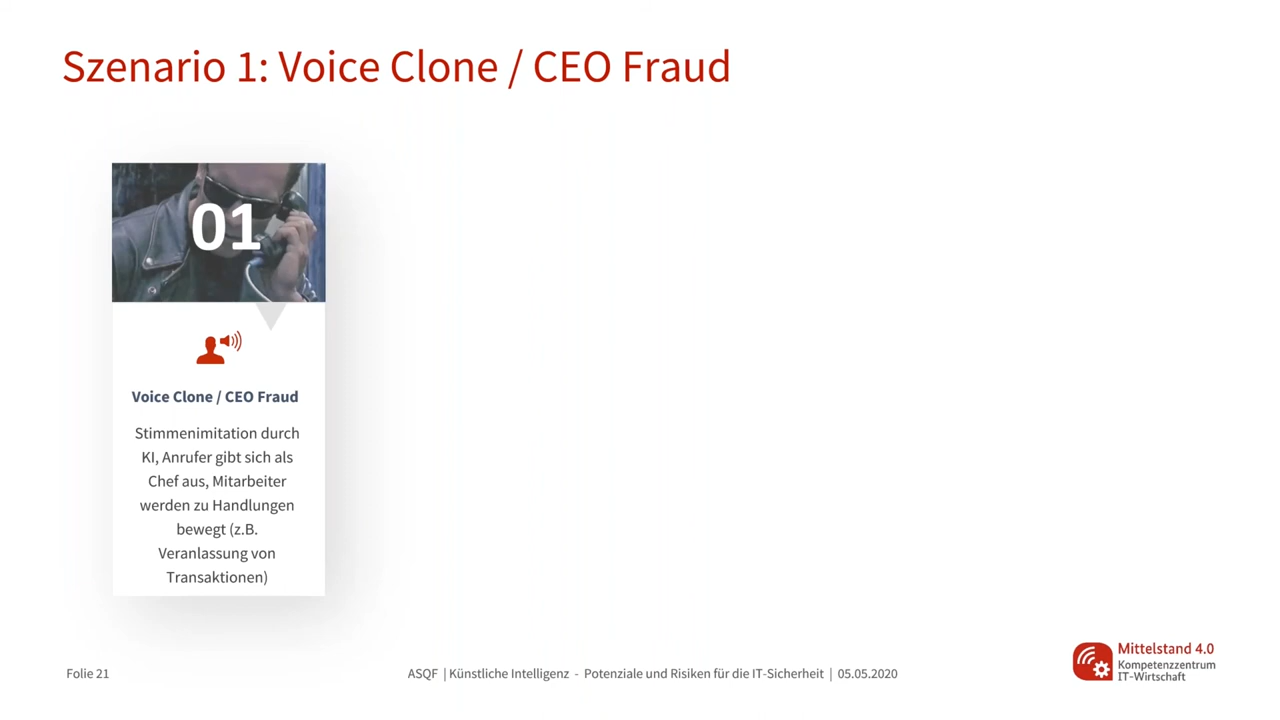 Szenario 1: Voice Clone / CEO Fraud
01
Voice Clone / CEO Fraud
Stimmenimitation durch
KI, Anrufer gibt sich als
Chef aus, Mitarbeiter
werden zu Handlungen
bewegt (z.B.
Veranlassung von
Transaktionen)
Folie 21
ASQF | Künstliche Intelligenz - Potenziale und Risiken für die IT-Sicherheit | 05.05.2020
Mittelstand 4.0
Kompetenzzentrum
IT-Wirtschaft